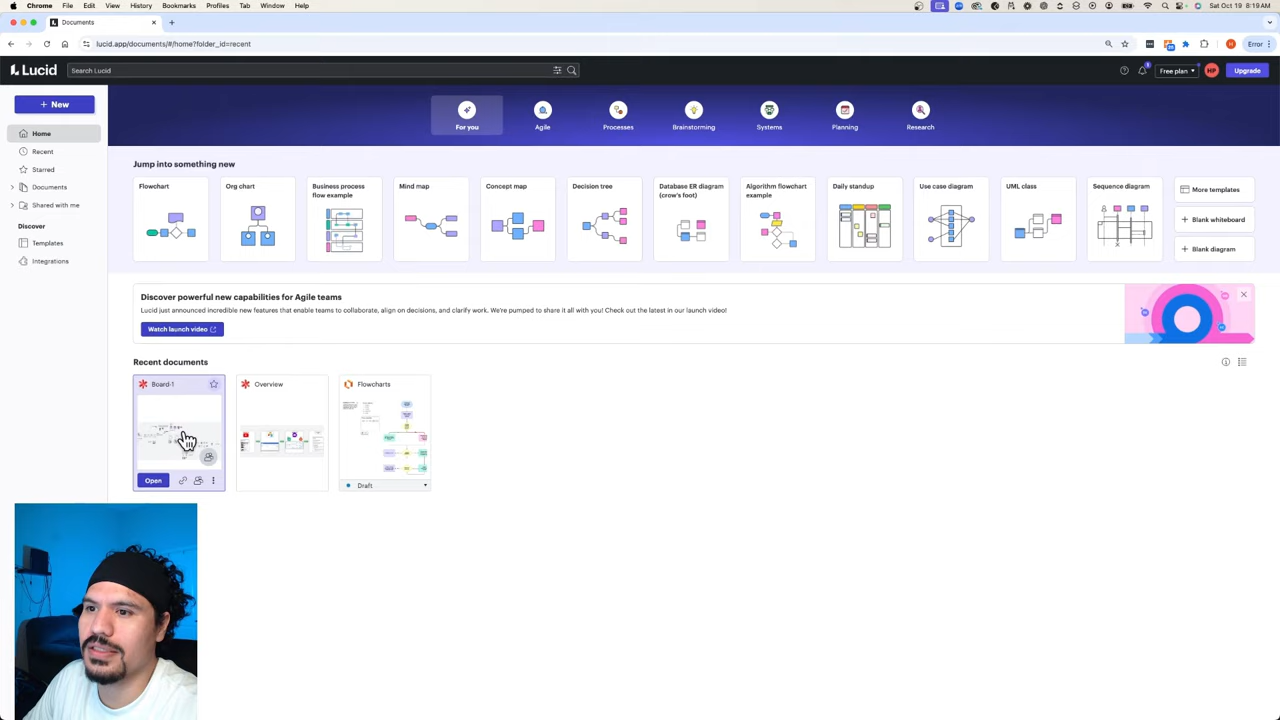 Chrome File Edit View History Bookmarks Profiles Tab Window Help
Sat Oct 19 8:19 AM
Documents
lucid.app/documents/#/home?folder_id=recent
Error
Lucid
Search Lucid
Free plan
HP
Upgrade
+ New
Home
Recent
Starred
Documents
Shared with me
Discover
Templates
Integrations
For you
Agile
Processes
Brainstorming
Systems
Planning
Research
Jump into something new
Flowchart
Org chart
Business process
flow example
Mind map
Concept map
Decision tree
Database ER diagram
(crow's foot)
Algorithm flowchart
example
Daily standup
Use case diagram
UML class
Sequence diagram
More templates
+ Blank whiteboard
+ Blank diagram
Discover powerful new capabilities for Agile teams
Lucid just announced incredible new features that enable teams to collaborate, align on decisions, and clarify work. We're pumped to share it all with you! Check out the latest in our launch video!
Watch launch video
Recent documents
Board-1
Overview
Flowcharts
Open
Draft